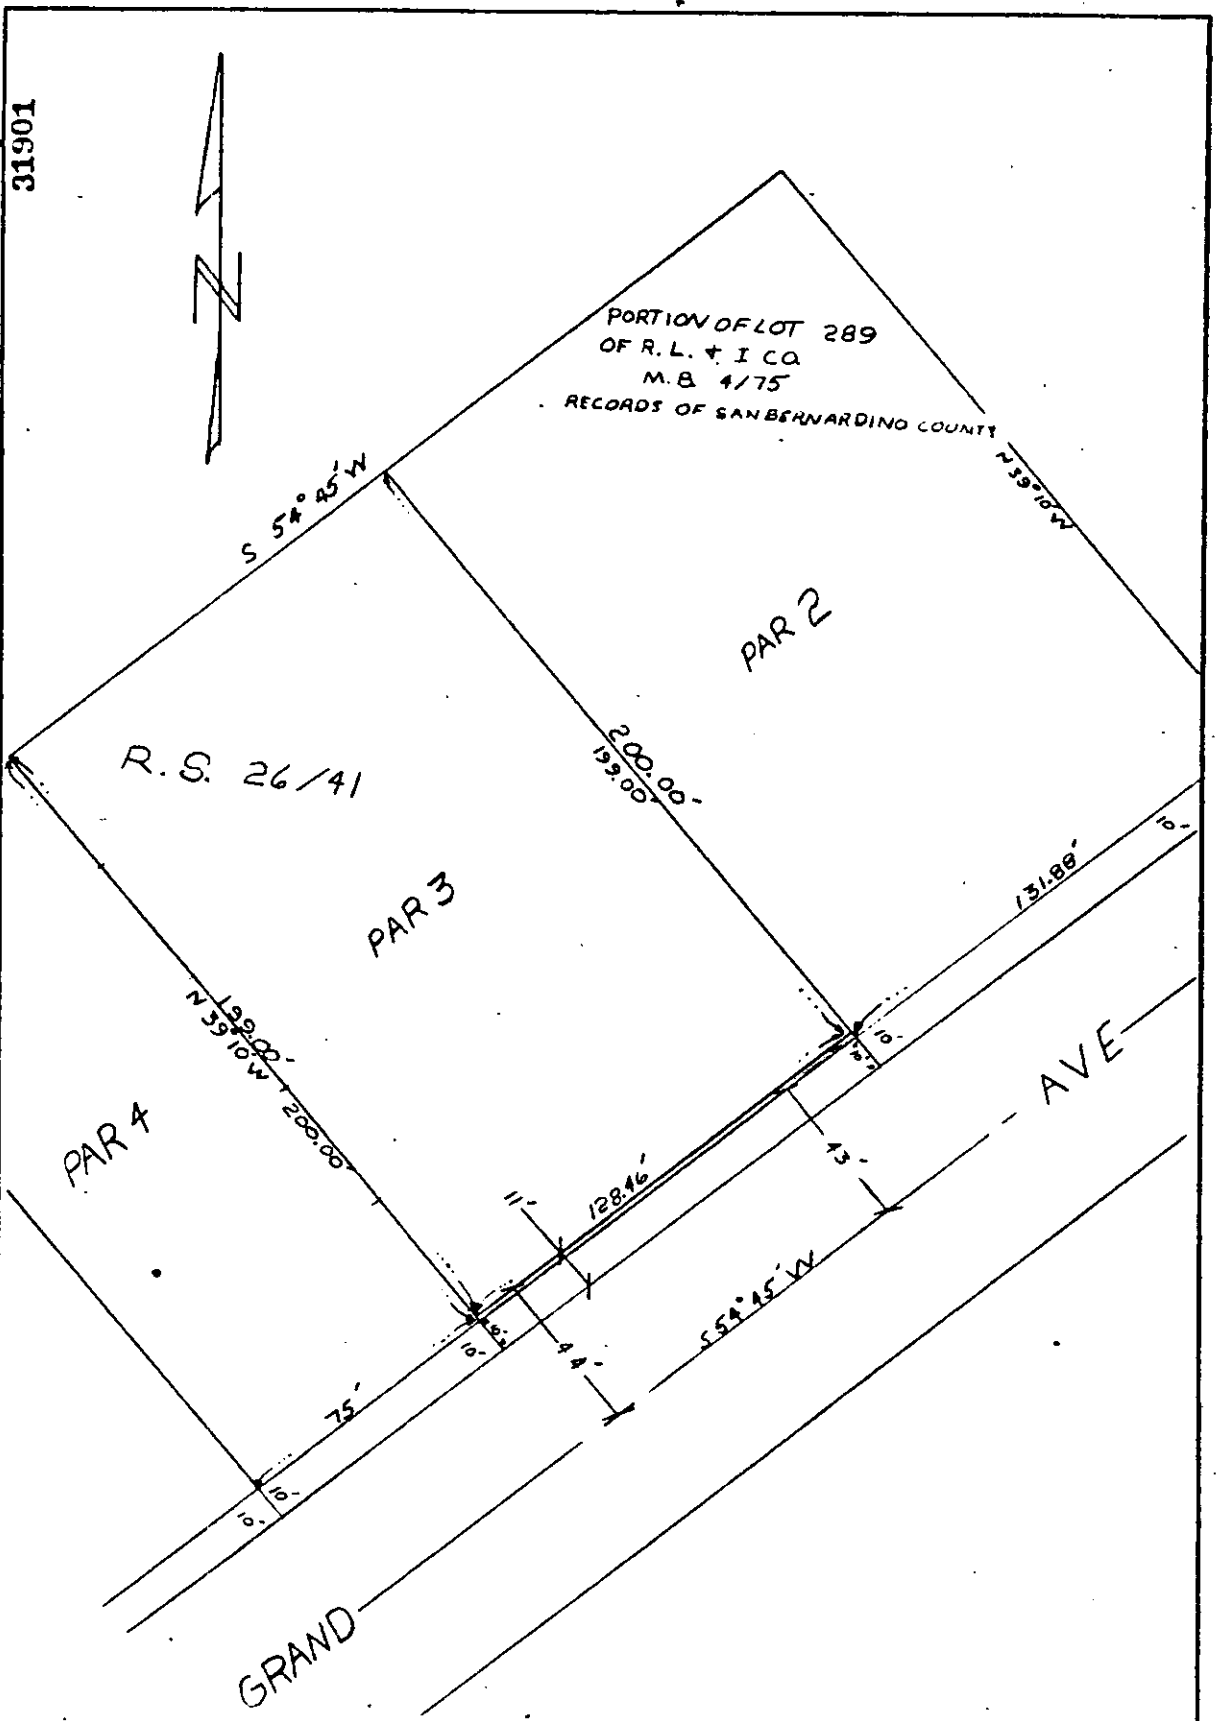 31901
N
PORTION OF LOT 289
OF R. L. & I CO
M. B 4/75
RECORDS OF SAN BERNARDINO COUNTY
S 54° 45' W
N 39° 10' W
PAR 2
200.00'
199.00'
R. S. 26/41
PAR 3
131.88'
10'
10'
10'
AVE
199.00'
N 39° 10' W
200.00'
PAR 4
43'
11'
128.46'
S 54° 45' W
10'
10'
44'
75'
10'
10'
GRAND